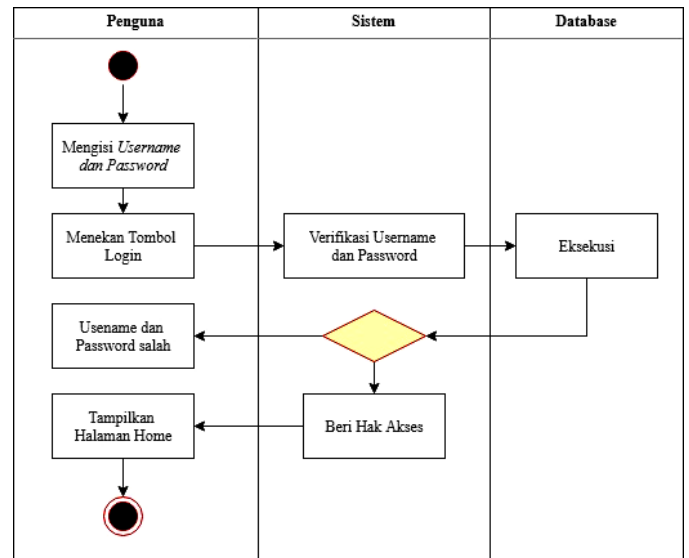 Penguna
Sistem
Database
Mengisi Username
dan Password
Menekan Tombol
Login
Verifikasi Username
dan Password
Eksekusi
Usename dan
Password salah
Tampilkan
Halaman Home
Beri Hak Akses